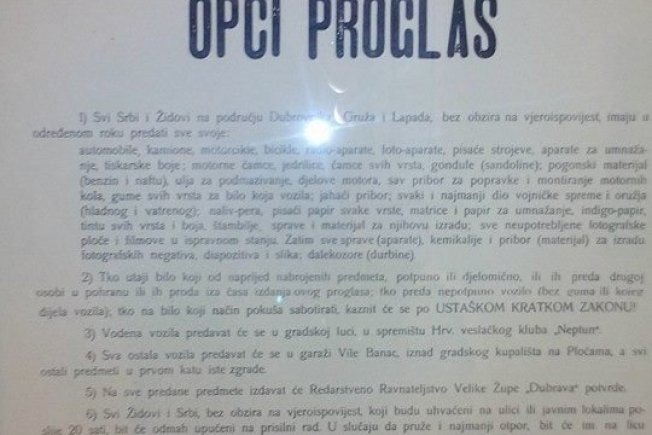 OPĆI PROGLAS
1) Svi Srbi i Židovi na području Gruža i Lapada, bez obzira na vjeroispovijest, imaju u
određenom roku predati sve svoje:
automobile, kamione, motorcikle, bicikle, radio-aparate, foto-aparate, pisaće strojeve, aparate za umnaža-
nje, tiskarske boje; motorne čamce, jedrilice, čamce svih vrsta, gondule (sandoline); pogonski materijal
(benzin i naftu), ulja za podmazivanje, djelove motora, sav pribor za popravke i montiranje motornih
kola, gume svih vrsta za bilo koja vozila; jahaći pribor; svaki i najmanji dio vojničke spreme i oružja
(hladnog i vatrenog); naliv-pera, pisaći papir svake vrste, matrice i papir za umnažanje, indigo-papir,
tintu svih vrsta i boja, štambilje, sprave i materijal za njihovu izradu; sve neupotrebljene fotografske
ploče i filmove u ispravnom stanju. Zatim sve sprave (aparate), kemikalije i pribor (materijal) za izradu
fotografskih negativa, diapozitiva i slika; dalekozore (durbine).
2) Tko utaji bilo koji od naprijed nabrojenih predmeta, potpuno ili djelomično, ili ih preda drugoj
osobi u pohranu ili ih proda iza časa izdanja ovog proglasa; tko preda nepotpuno vozilo (bez guma ili kojeg
dijela vozila); tko na bilo koji način pokuša sabotirati, kaznit će se po USTAŠKOM KRATKOM ZAKONU!
3) Vodena vozila predavat će se u gradskoj luci, u spremištu Hrv. veslačkog kluba „Neptun“.
4) Sva ostala vozila predavat će se u garaži Vile Banac, iznad gradskog kupališta na Pločama, a svi
ostali predmeti u prvom katu iste zgrade.
5) Na sve predane predmete izdavat će Redarstveno Ravnateljstvo Velike Župe „Dubrava“ potvrde.
6) Svi Židovi i Srbi, bez obzira na vjeroispovijest, koji budu uhvaćeni na ulici ili javnim lokalima po-
slije 20 sati, bit će odmah upućeni na prisilni rad. U slučaju da pruže i najmanji otpor, bit će im na licu